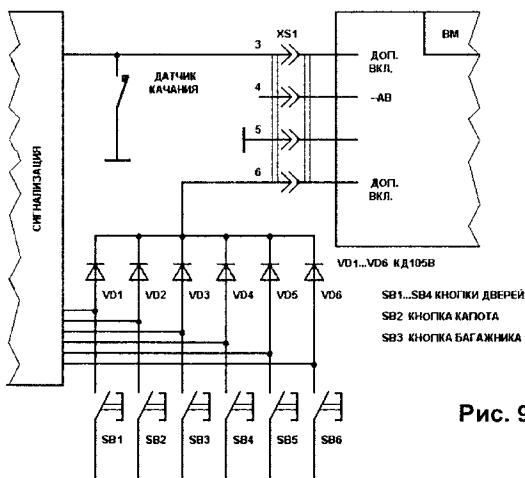 3
XS1
ВМ
ДОП.
ВКЛ.
ДАТЧИК
КАЧАНИЯ
4
–АВ
5
6
ДОП.
ВКЛ.
СИГНАЛИЗАЦИЯ
VD1...VD6 КД105В
VD1
VD2
VD3
VD4
VD5
VD6
SB1...SB4 КНОПКИ ДВЕРЕЙ
SB2 КНОПКА КАПОТА
SB3 КНОПКА БАГАЖНИКА
SB1
SB2
SB3
SB4
SB5
SB6
Рис. 9